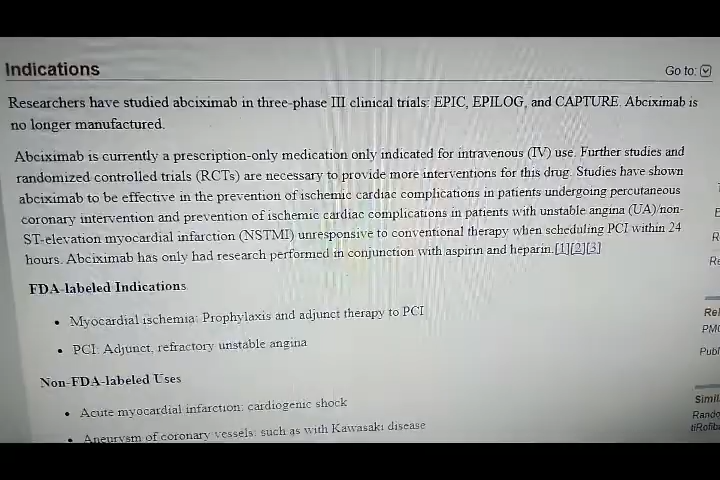 Indications
Go to:
Researchers have studied abciximab in three-phase III clinical trials: EPIC, EPILOG, and CAPTURE. Abciximab is
no longer manufactured.
Abciximab is currently a prescription-only medication only indicated for intravenous (IV) use. Further studies and
randomized controlled trials (RCTs) are necessary to provide more interventions for this drug. Studies have shown
abciximab to be effective in the prevention of ischemic cardiac complications in patients undergoing percutaneous
coronary intervention and prevention of ischemic cardiac complications in patients with unstable angina (UA)/non-
ST-elevation myocardial infarction (NSTMI) unresponsive to conventional therapy when scheduling PCI within 24
hours. Abciximab has only had research performed in conjunction with aspirin and heparin.[1][2][3]
FDA-labeled Indications
• Myocardial ischemia: Prophylaxis and adjunct therapy to PCI
• PCI: Adjunct, refractory unstable angina
Non-FDA-labeled Uses
• Acute myocardial infarction: cardiogenic shock
• Aneurysm of coronary vessels: such as with Kawasaki disease
Re
Rel
PMC
Publ
Simil
Rando
tiRofiba